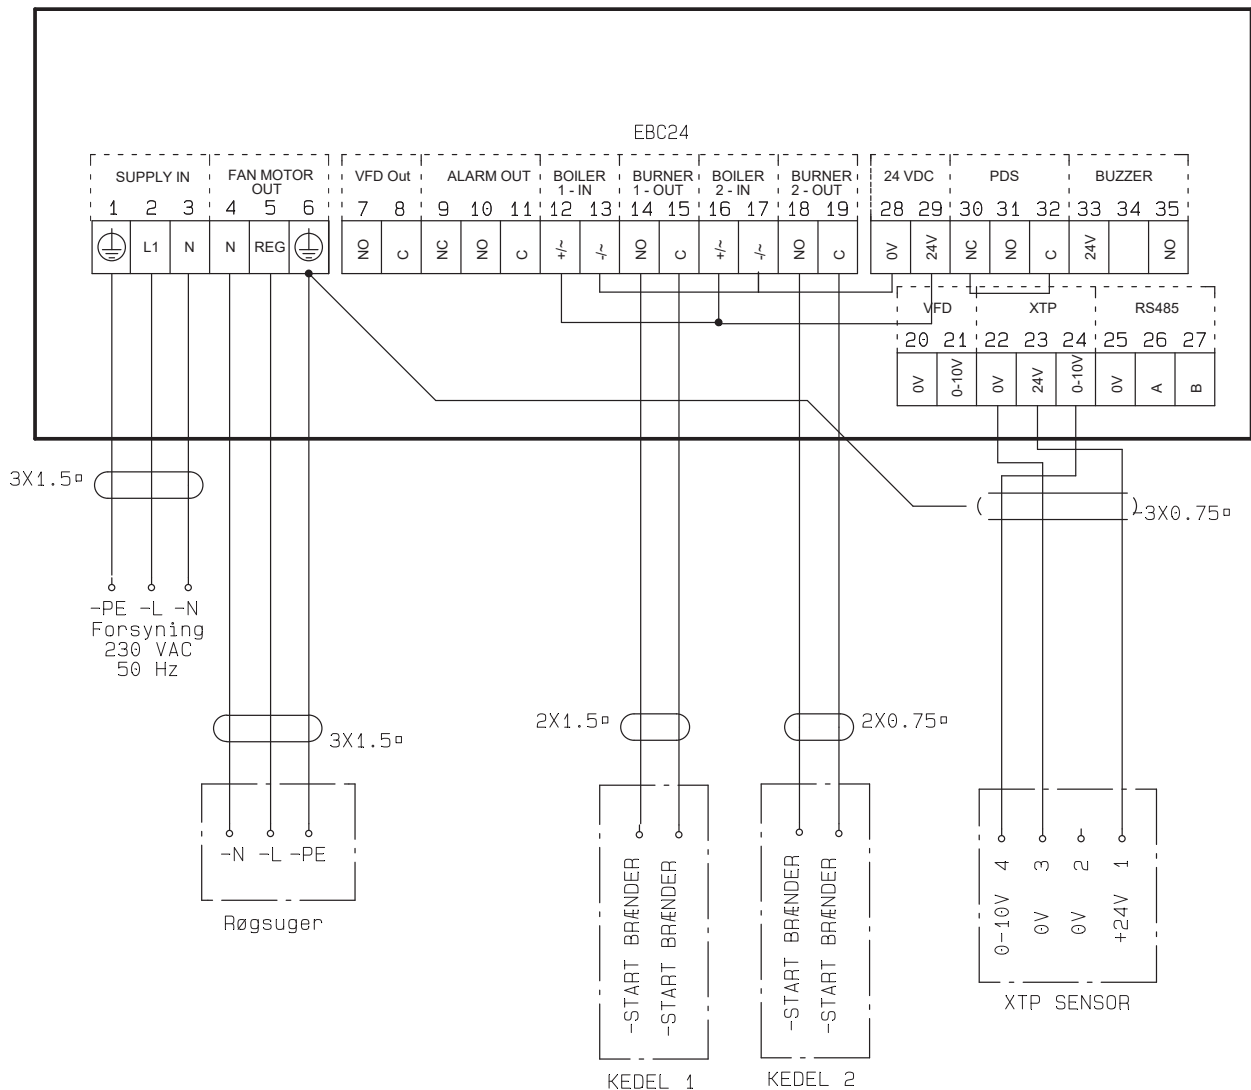 EBC24
SUPPLY IN FAN MOTOR OUT VFD Out ALARM OUT BOILER 1 - IN BURNER 1 - OUT BOILER 2 - IN BURNER 2 - OUT 24 VDC PDS BUZZER
1 2 3 4 5 6 7 8 9 10 11 12 13 14 15 16 17 18 19 28 29 30 31 32 33 34 35
L1 N N REG NO C NC NO C +/~ -/~ NO C +/~ -/~ NO C 0V 24V NC NO C 24V NO
VFD XTP RS485
20 21 22 23 24 25 26 27
0V 0-10V 0V 24V 0-10V 0V A B
3X1.5▫
-3X0.75▫
-PE -L -N
Forsyning
230 VAC
50 Hz
3X1.5▫
2X1.5▫
2X0.75▫
-N -L -PE
Røgsuger
-START BRÆNDER
-START BRÆNDER
KEDEL 1
-START BRÆNDER
-START BRÆNDER
KEDEL 2
4 3 2 1
0-10V 0V 0V +24V
XTP SENSOR